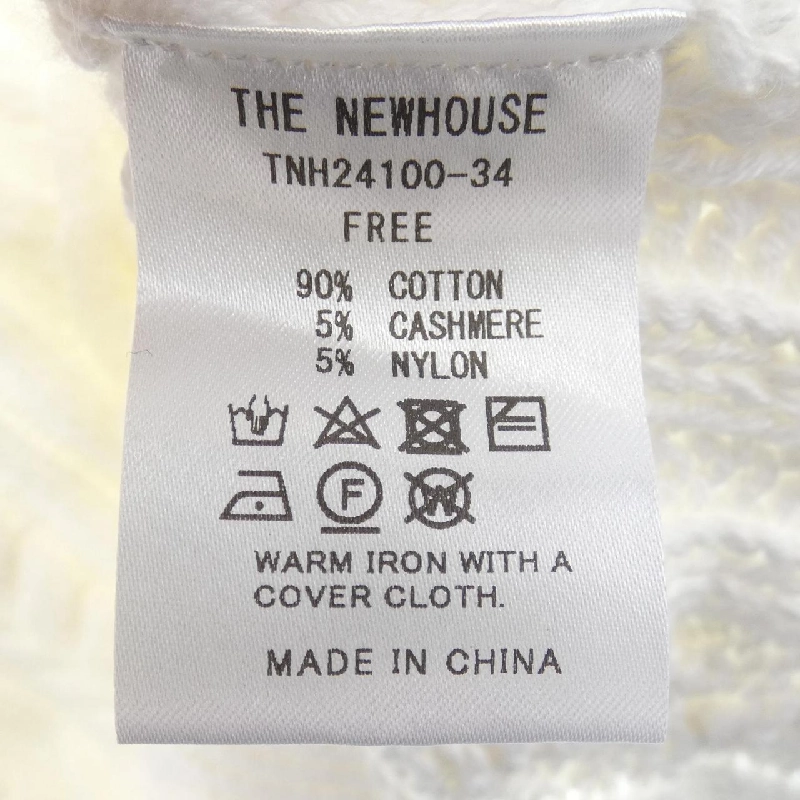 THE NEWHOUSE
TNH24100-34
FREE
90% COTTON
5% CASHMERE
5% NYLON
F W
WARM IRON WITH A
COVER CLOTH.
MADE IN CHINA